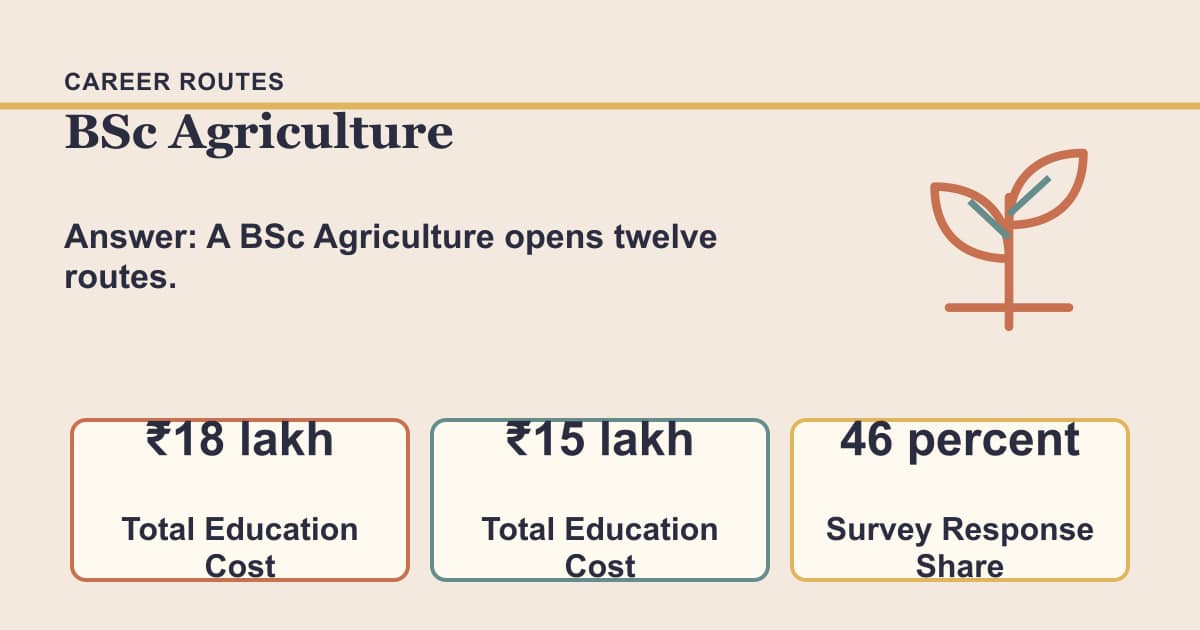 CAREER ROUTES
BSc Agriculture
Answer: A BSc Agriculture opens twelve
routes.
₹18 lakh
Total Education
Cost
₹15 lakh
Total Education
Cost
46 percent
Survey Response
Share